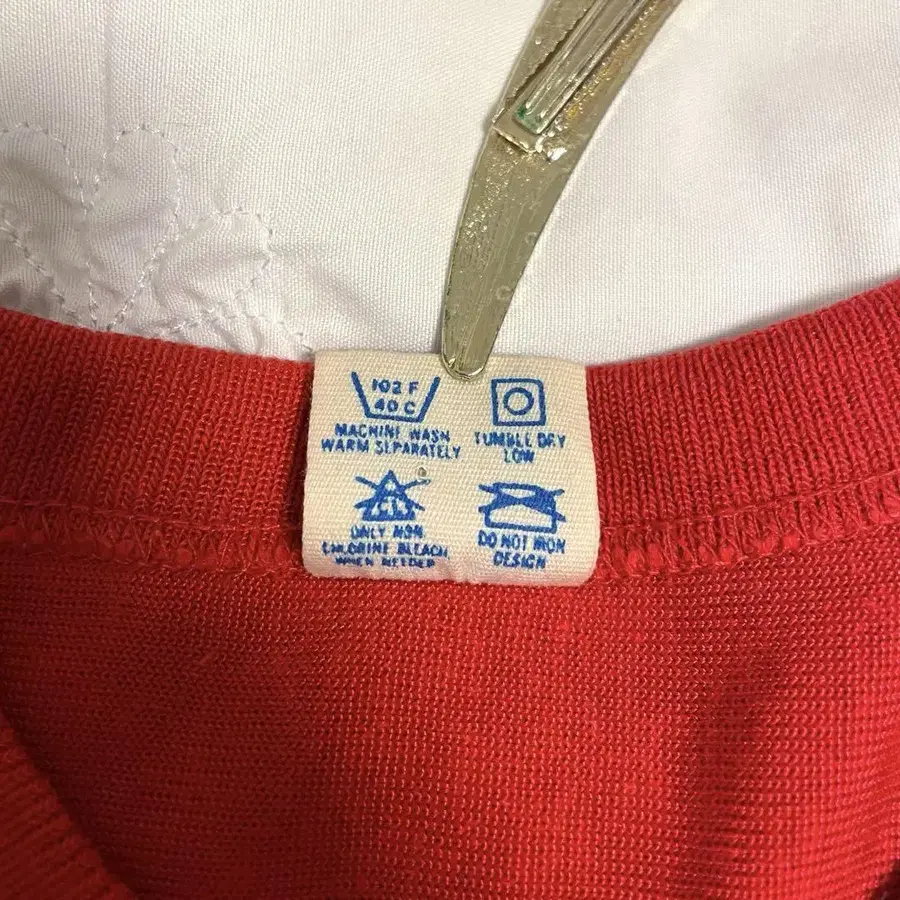 102 F
40 C
MACHINE WASH
WARM SEPARATELY
TUMBLE DRY
LOW
ONLY NON
CHLORINE BLEACH
WHEN NEEDED
DO NOT IRON
DESIGN